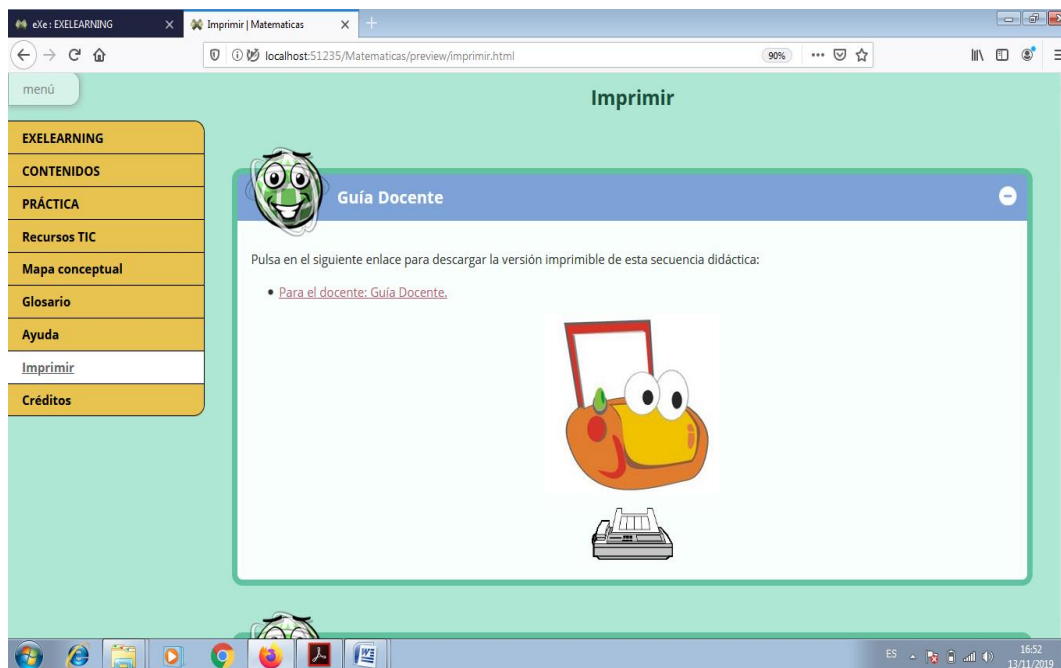 eXe : EXELEARNING
Imprimir | Matematicas
localhost:51235/Matematicas/preview/imprimir.html
90%
menú
Imprimir
EXELEARNING
CONTENIDOS
PRÁCTICA
Recursos TIC
Mapa conceptual
Glosario
Ayuda
Imprimir
Créditos
Guía Docente
Pulsa en el siguiente enlace para descargar la versión imprimible de esta secuencia didáctica:
• Para el docente: Guía Docente.
ES
16:52
13/11/2019